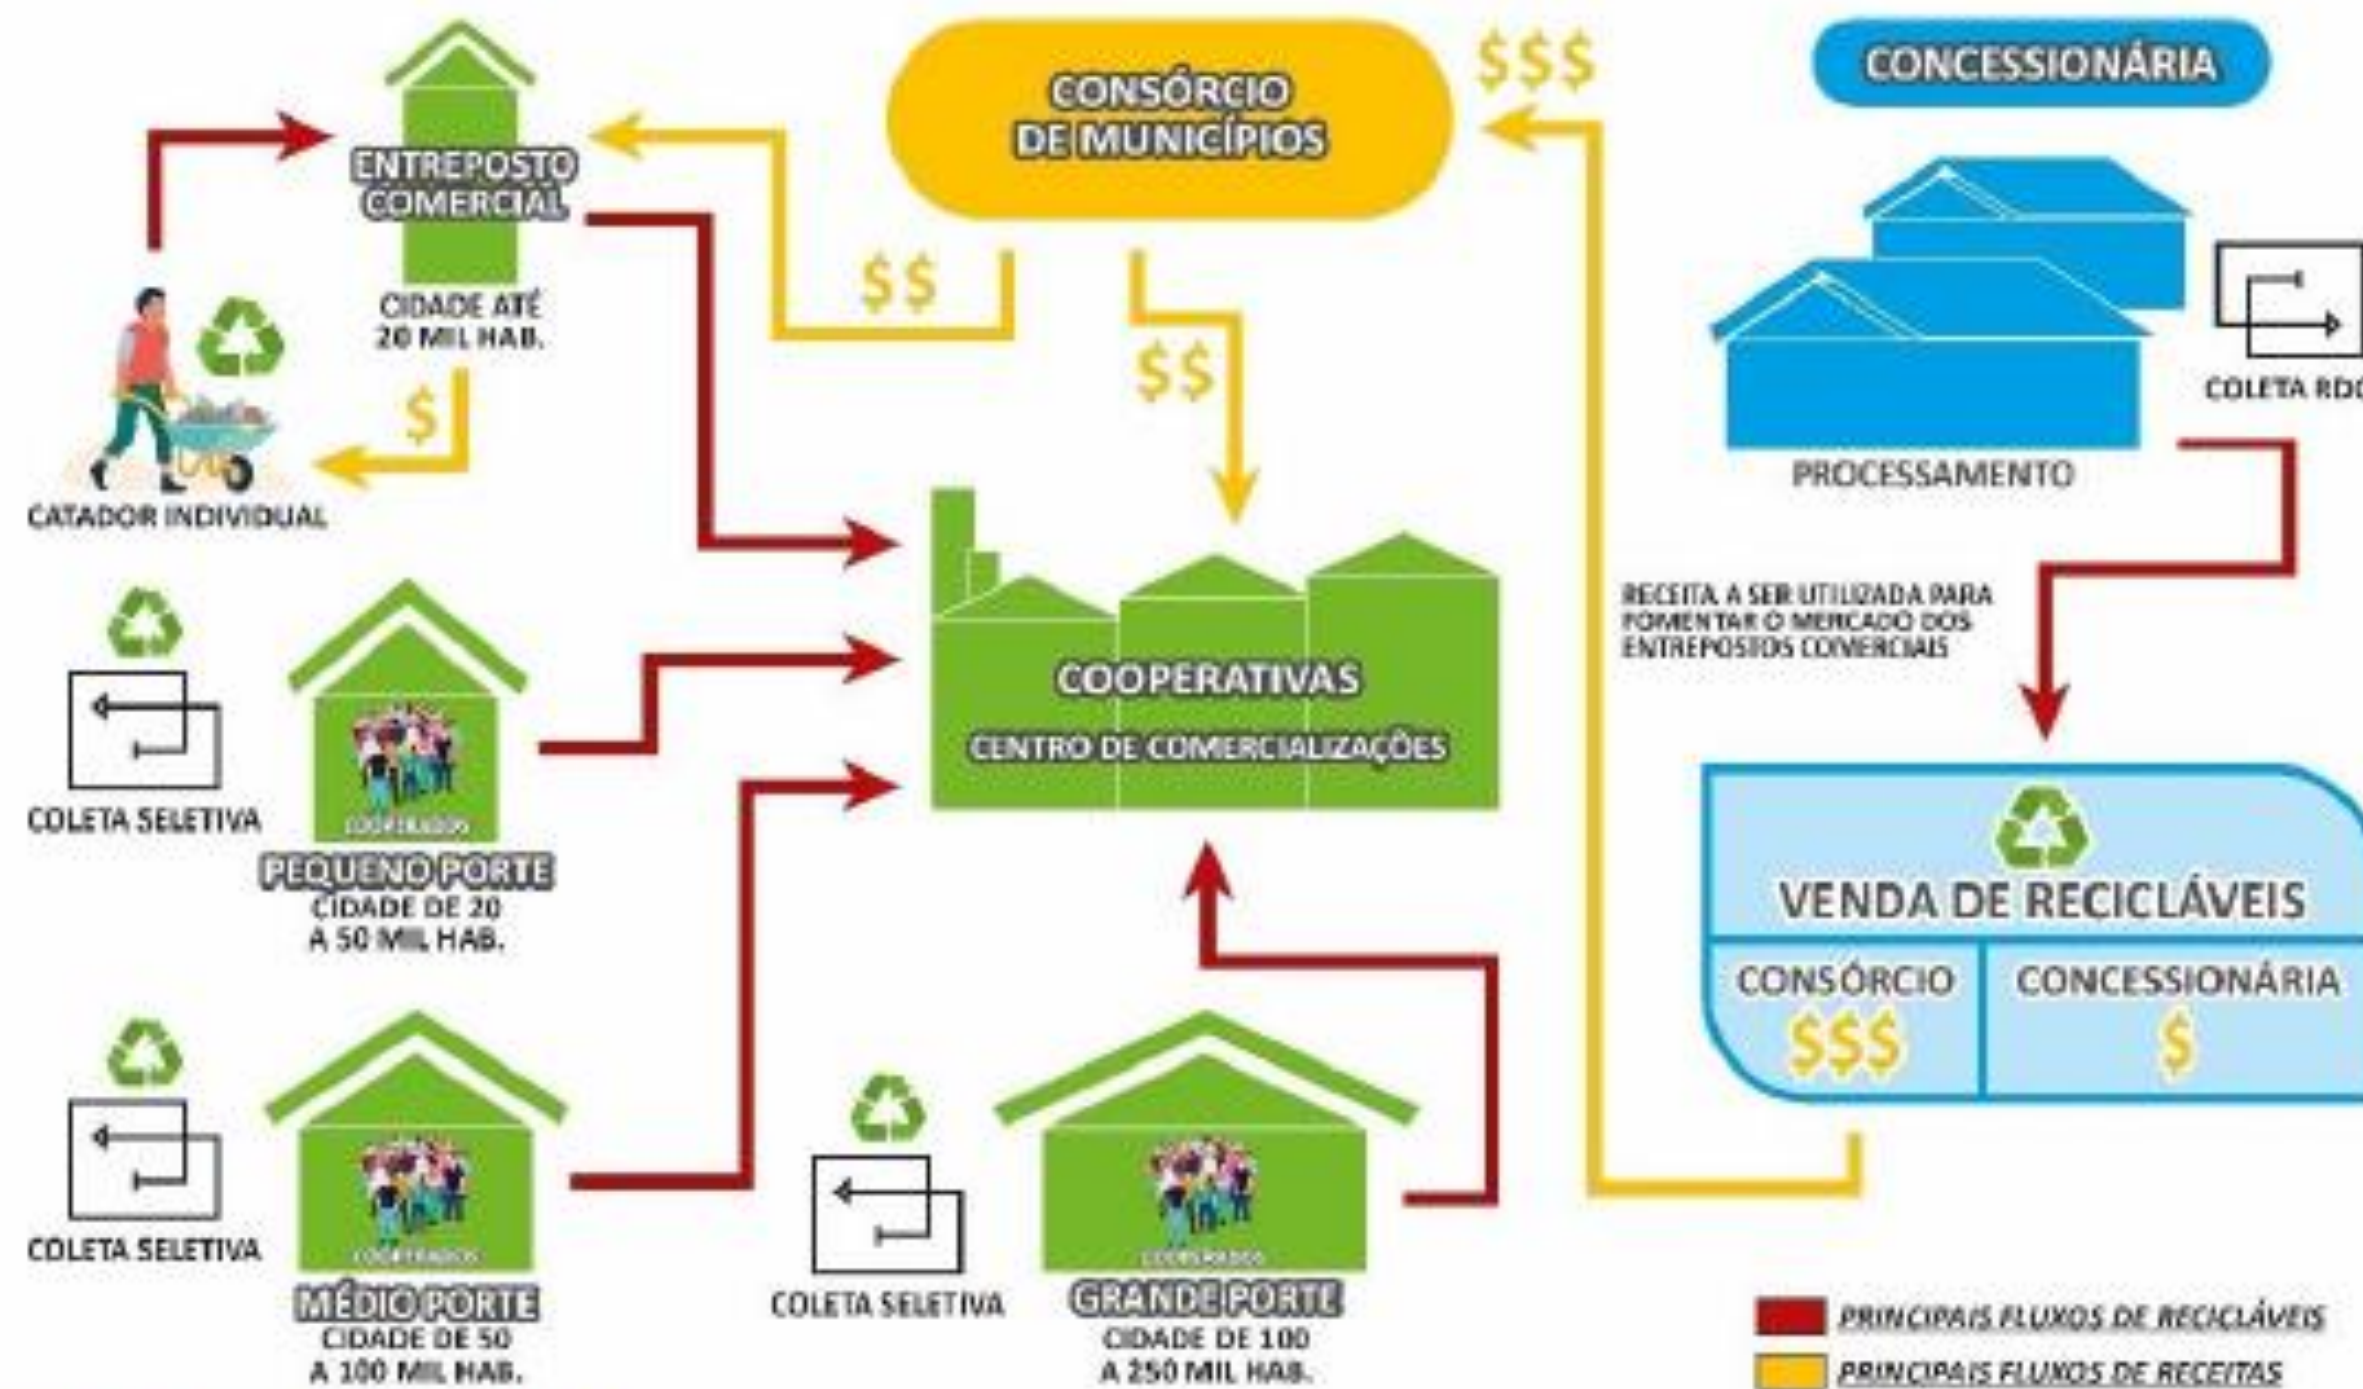 CONSÓRCIO
DE MUNICÍPIOS
$$$
CONCESSIONÁRIA
ENTREPOSTO
COMERCIAL
CIDADE ATÉ
20 MIL HAB.
$$
$$
$
CATADOR INDIVIDUAL
COLETA
PROCESSAMENTO
RECEITA A SER UTILIZADA PARA
FOMENTAR O MERCADO DOS
ENTREPOSTOS COMERCIAIS
COOPERATIVAS
CENTRO DE COMERCIALIZAÇÕES
COLETA SELETIVA
COOPERADOS
PEQUENO PORTE
CIDADE DE 20
A 50 MIL HAB.
VENDA DE RECICLÁVEIS
CONSÓRCIO
$$$
CONCESSIONÁRIA
$
COLETA SELETIVA
COOPERADOS
MÉDIO PORTE
CIDADE DE 50
A 100 MIL HAB.
COLETA SELETIVA
COOPERADOS
GRANDE PORTE
CIDADE DE 100
A 250 MIL HAB.
PRINCIPAIS FLUXOS DE RECICLÁVEIS
PRINCIPAIS FLUXOS DE RECEITAS